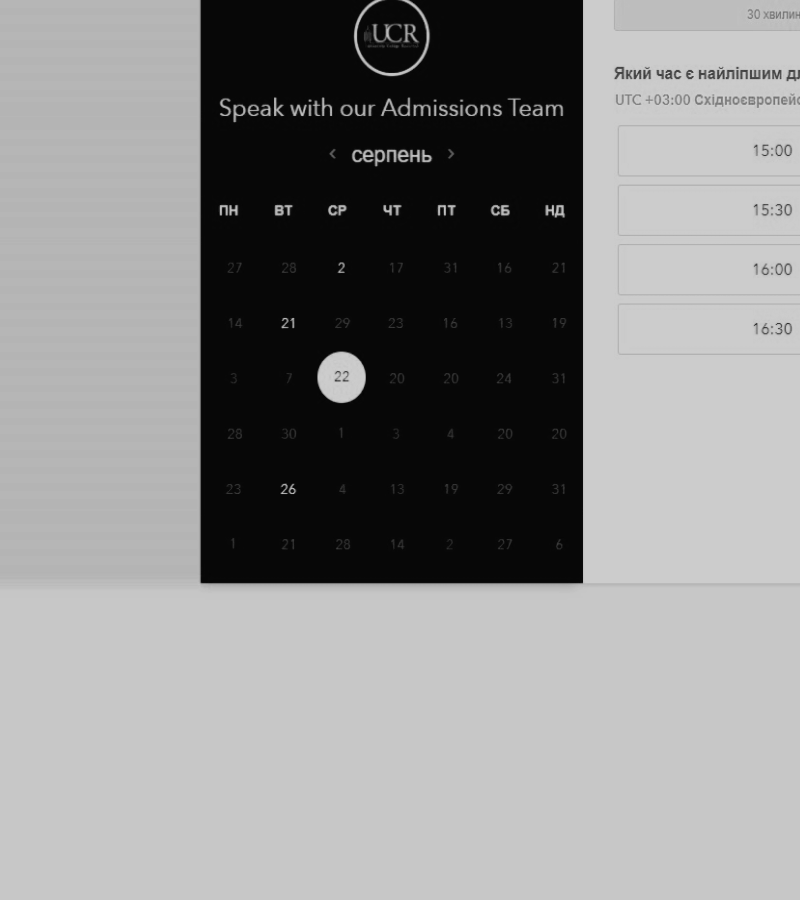 UCR
Speak with our Admissions Team
‹ серпень ›
ПН ВТ СР ЧТ ПТ СБ НД
27 28 2 17 31 16 21
14 21 29 23 16 13 19
3 7 22 20 20 24 31
28 30 1 3 4 20 20
23 26 4 13 19 29 31
1 21 28 14 2 27 6
30 хвилин
Який час є найліпшим
UTC +03:00
15:00
15:30
16:00
16:30